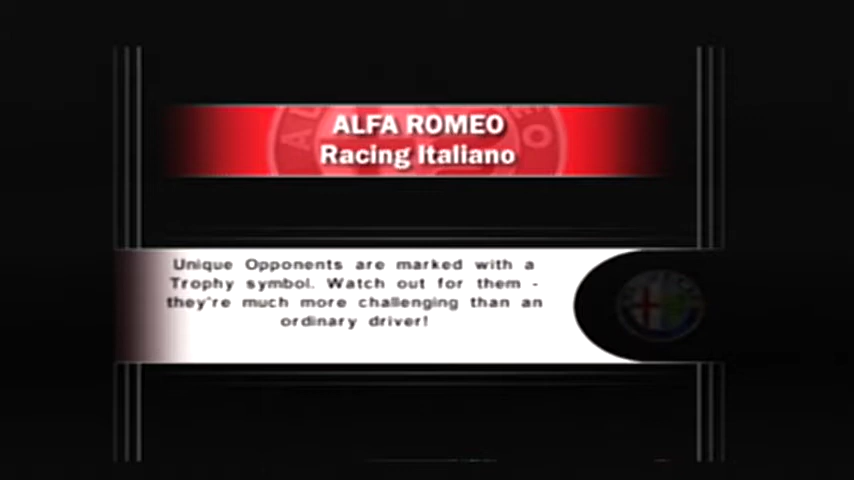 ALFA ROMEO
Racing Italiano
Unique Opponents are marked with a
Trophy symbol. Watch out for them -
they're much more challenging than an
ordinary driver!